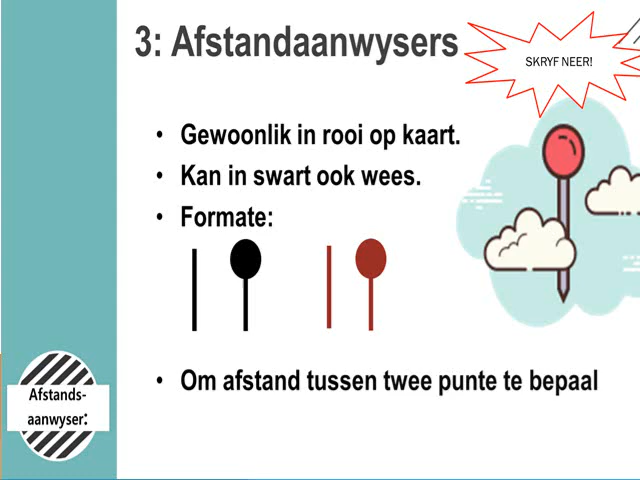 3: Afstandaanwysers
SKRYF NEER!
• Gewoonlik in rooi op kaart.
• Kan in swart ook wees.
• Formate:
• Om afstand tussen twee punte te bepaal
Afstands-
aanwyser: